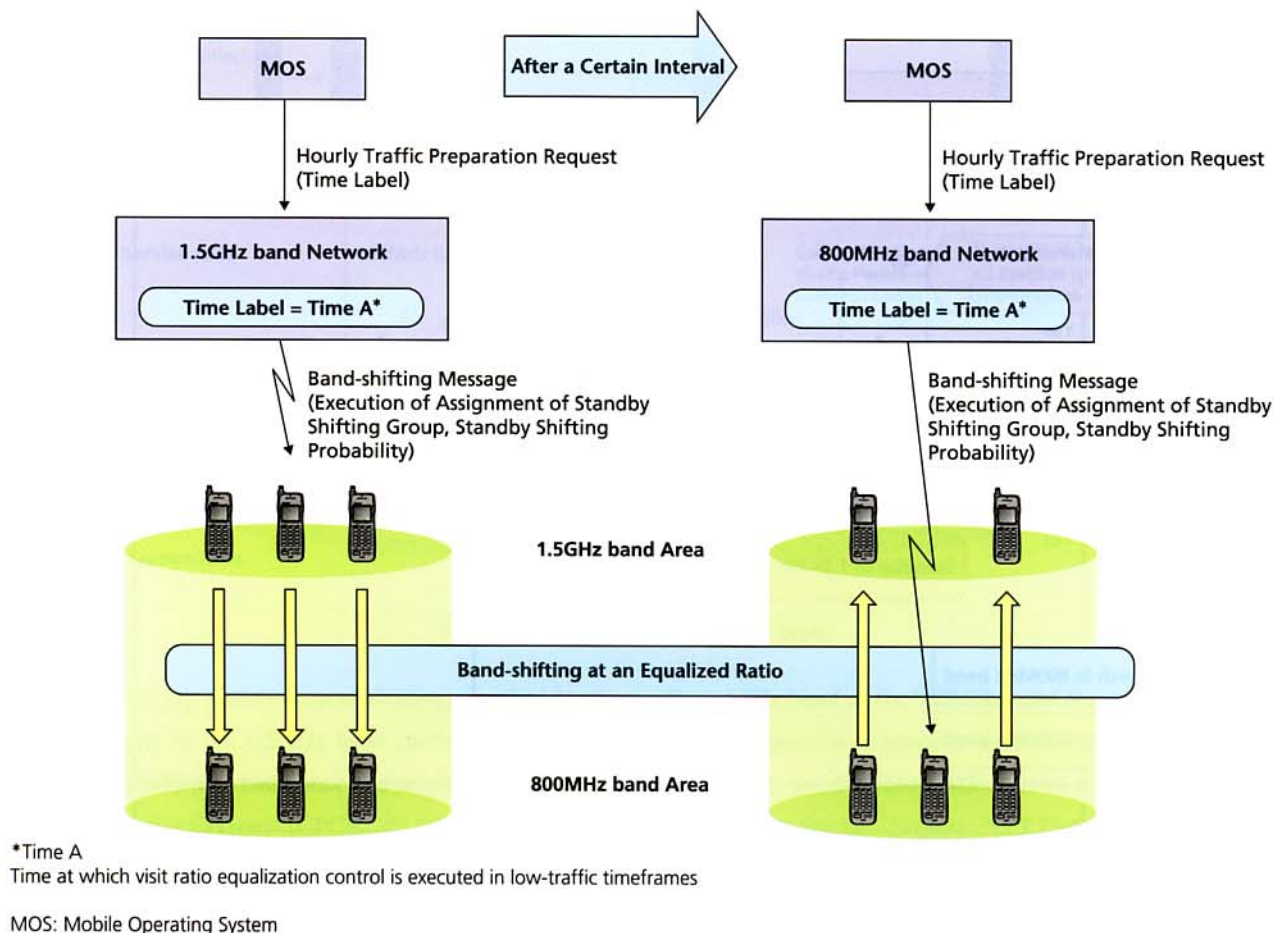 MOS
After a Certain Interval
MOS
Hourly Traffic Preparation Request
(Time Label)
Hourly Traffic Preparation Request
(Time Label)
1.5GHz band Network
Time Label = Time A*
800MHz band Network
Time Label = Time A*
Band-shifting Message
(Execution of Assignment of Standby
Shifting Group, Standby Shifting
Probability)
Band-shifting Message
(Execution of Assignment of Standby
Shifting Group, Standby Shifting
Probability)
1.5GHz band Area
Band-shifting at an Equalized Ratio
800MHz band Area
*Time A
Time at which visit ratio equalization control is executed in low-traffic timeframes
MOS: Mobile Operating System